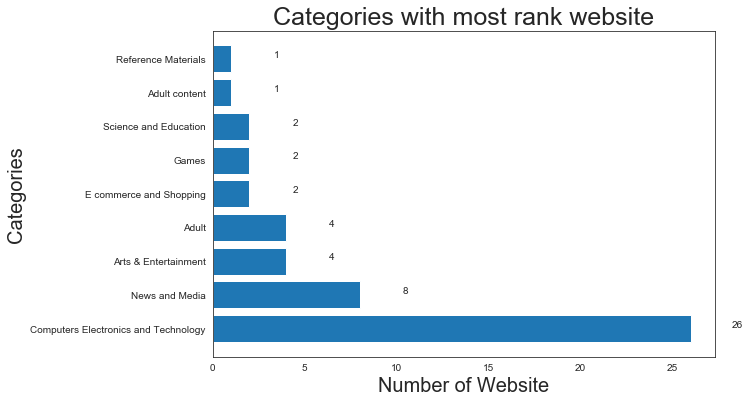 Categories with most rank website
Categories
Reference Materials 1
Adult content 1
Science and Education 2
Games 2
E commerce and Shopping 2
Adult 4
Arts & Entertainment 4
News and Media 8
Computers Electronics and Technology 26
0 5 10 15 20 25
Number of Website